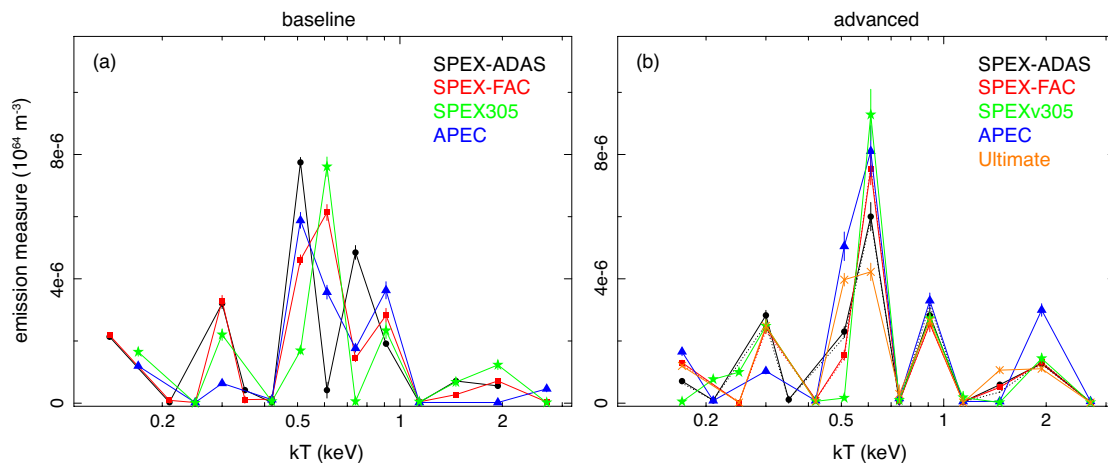 baseline
advanced
(a)
SPEX-ADAS
SPEX-FAC
SPEX305
APEC
(b)
SPEX-ADAS
SPEX-FAC
SPEXv305
APEC
Ultimate
emission measure (10⁶⁴ m⁻³)
8e-6
4e-6
0
8e-6
4e-6
0
0.2
0.5
1
2
0.2
0.5
1
2
kT (keV)
kT (keV)